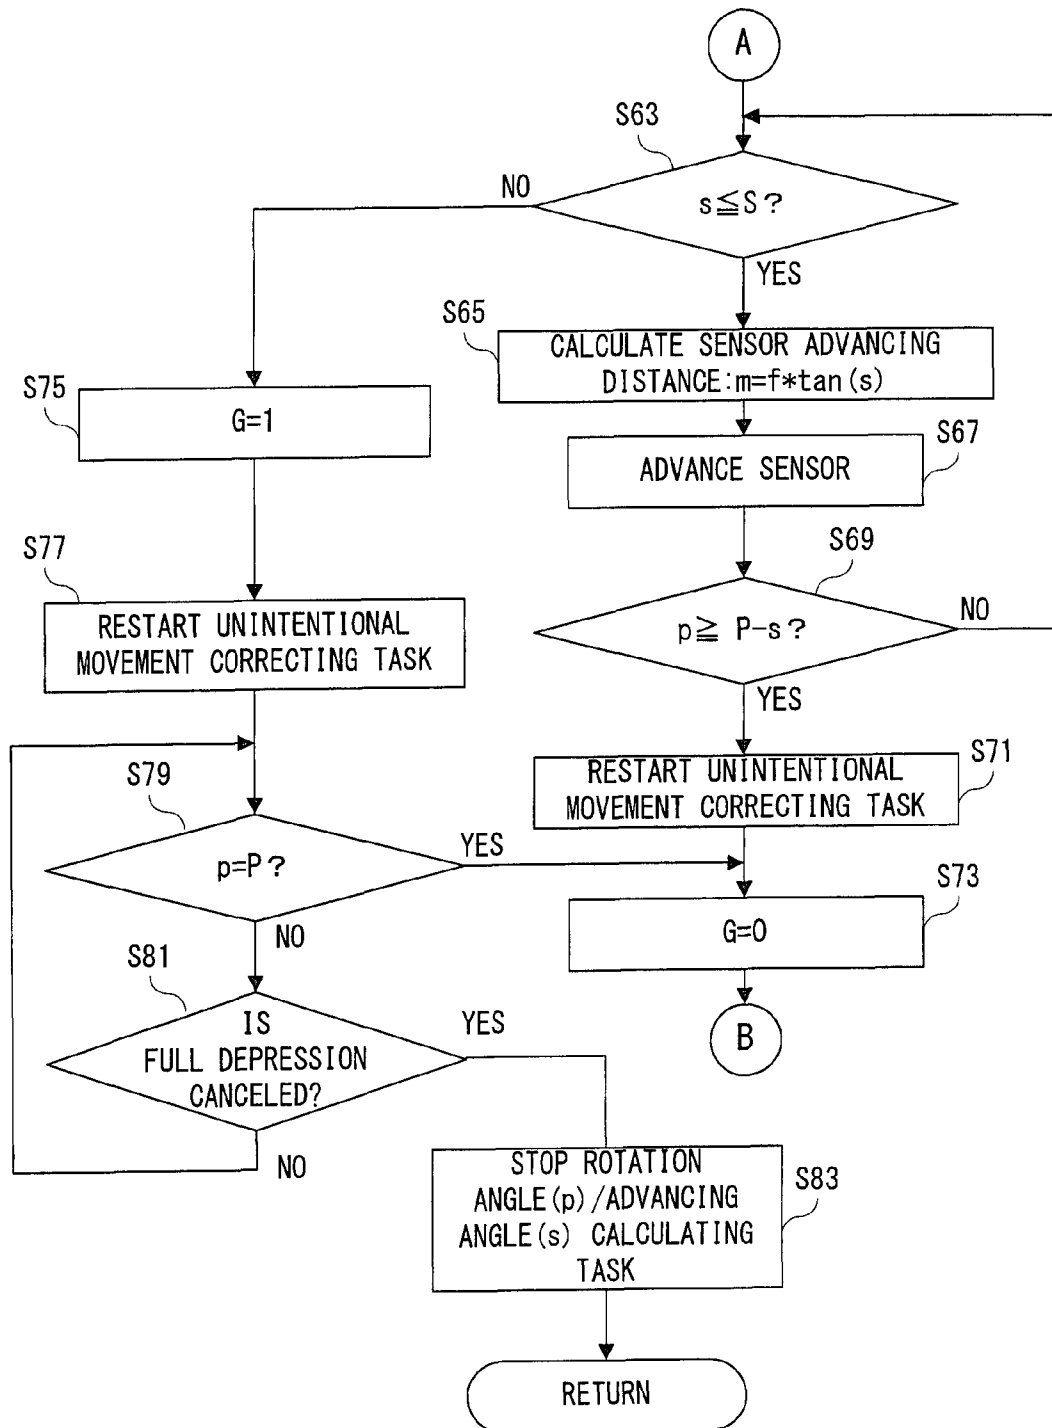 A
S63
NO
s≦S?
YES
S65
CALCULATE SENSOR ADVANCING
DISTANCE:m=f*tan(s)
S75
G=1
S67
ADVANCE SENSOR
S77
RESTART UNINTENTIONAL
MOVEMENT CORRECTING TASK
S69
p≧ P-s?
NO
YES
S71
RESTART UNINTENTIONAL
MOVEMENT CORRECTING TASK
S79
p=P?
YES
NO
S73
G=0
B
S81
IS
FULL DEPRESSION
CANCELED?
YES
NO
STOP ROTATION
ANGLE(p)/ADVANCING
ANGLE(s) CALCULATING
TASK
S83
RETURN